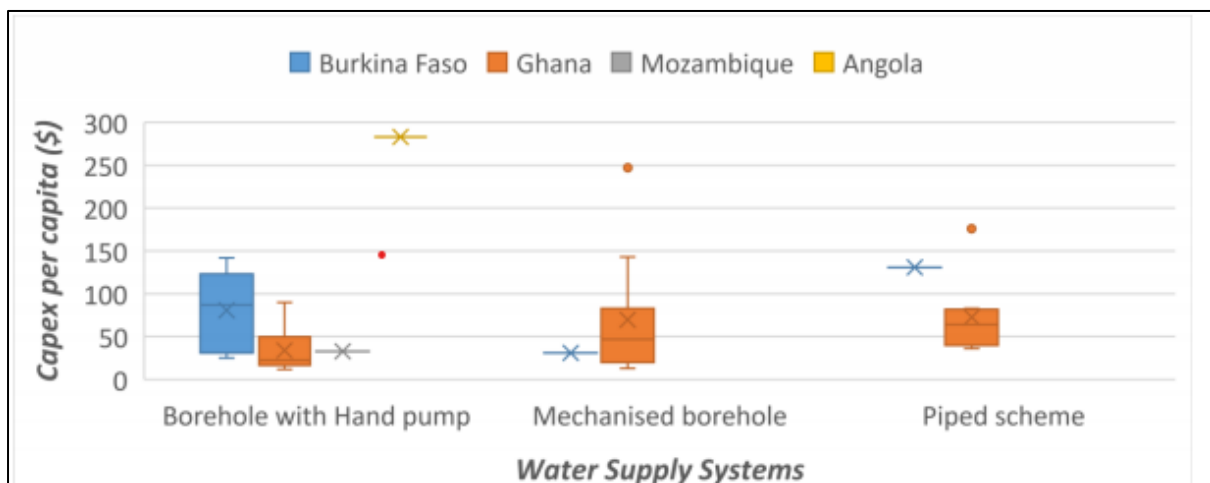 Burkina Faso Ghana Mozambique Angola
300
250
200
150
100
50
0
Capex per capita ($)
Borehole with Hand pump Mechanised borehole Piped scheme
Water Supply Systems